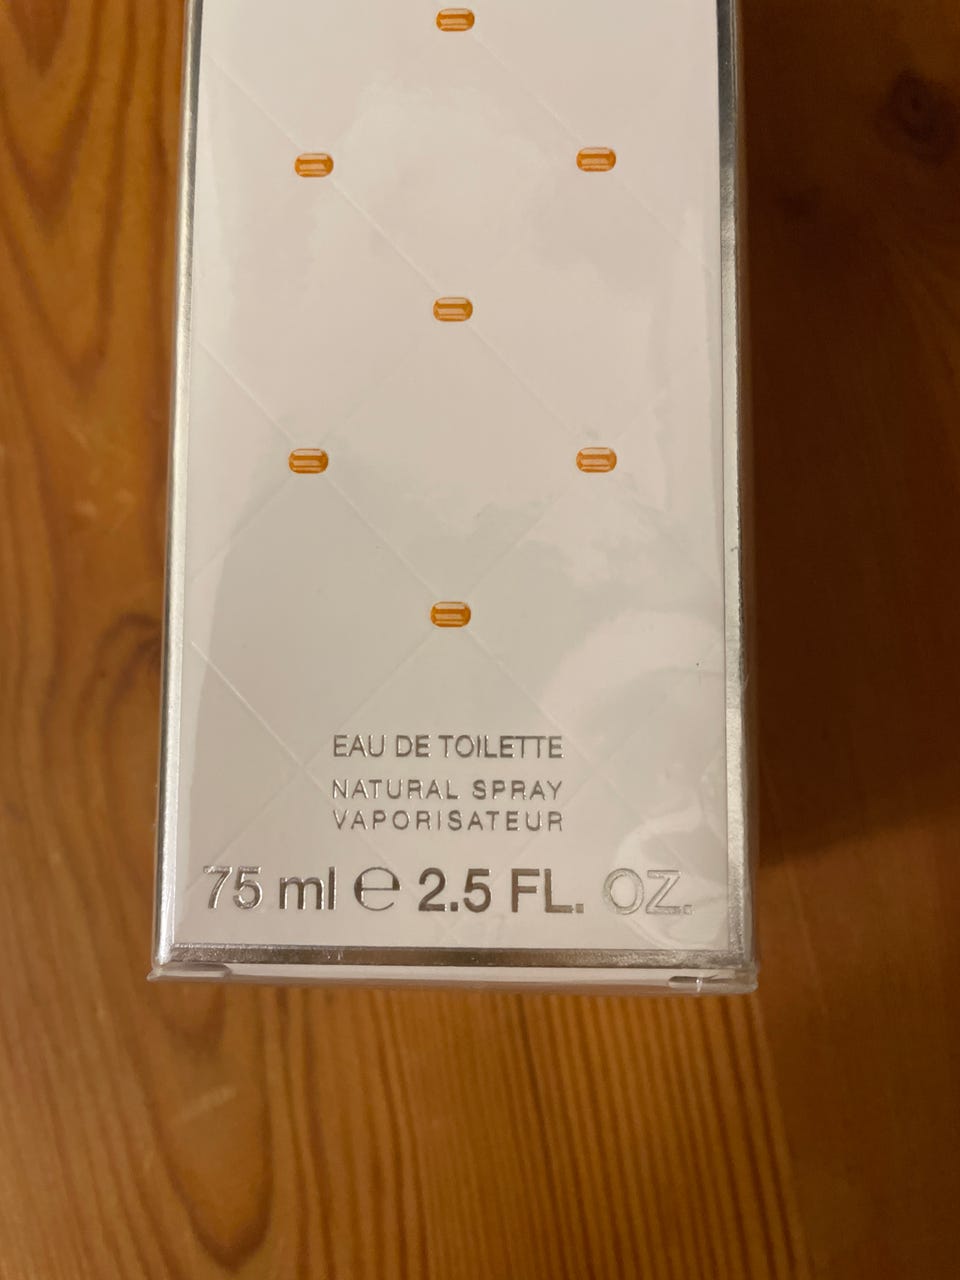 EAU DE TOILETTE
NATURAL SPRAY
VAPORISATEUR
75 ml ℮ 2.5 FL. OZ.